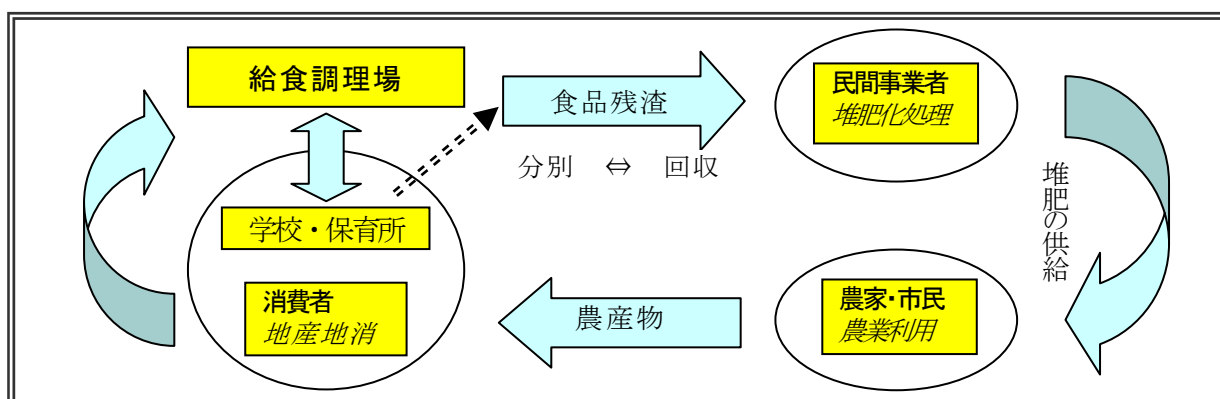 給食調理場
食品残渣
分別 ⇔ 回収
民間事業者
堆肥化処理
堆肥の供給
学校・保育所
消費者
地産地消
農産物
農家・市民
農業利用